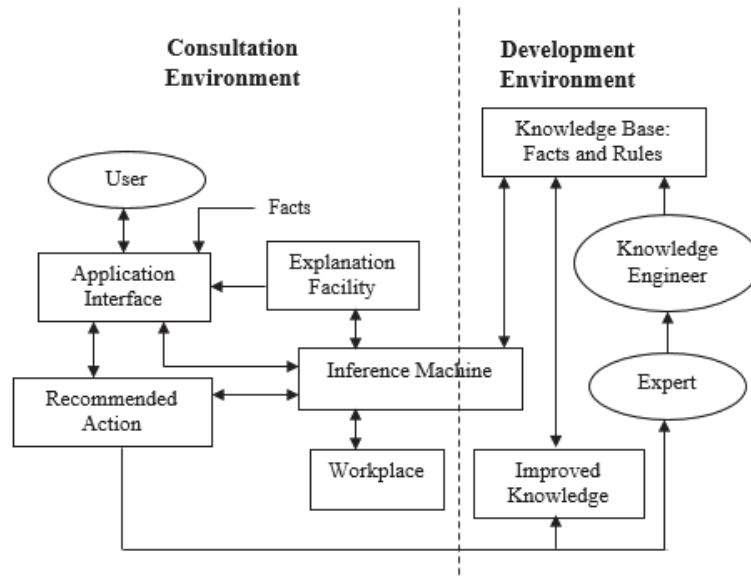 Consultation
Environment
Development
Environment
Knowledge Base:
Facts and Rules
User
Facts
Application
Interface
Explanation
Facility
Knowledge
Engineer
Inference Machine
Expert
Recommended
Action
Workplace
Improved
Knowledge